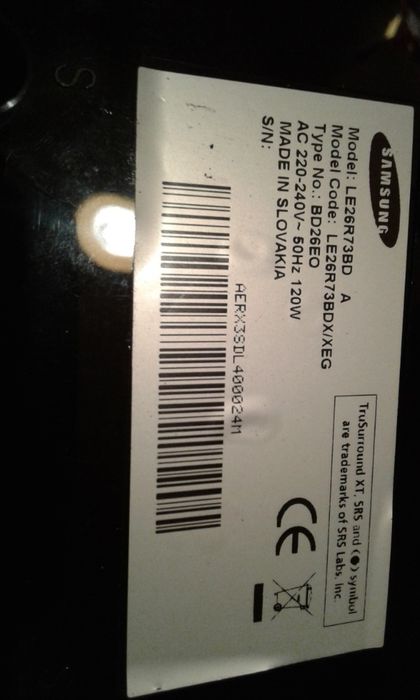 SAMSUNG
Model: LE26R73BD A
Model Code: LE26R73BDX/XEG
Type No.: BD26EO
AC 220-240V~ 50Hz 120W
MADE IN SLOVAKIA
S/N:
AERX3SDL400024M
TruSurround XT, SRS and (●) symbol
are trademarks of SRS Labs, Inc.
CE
S